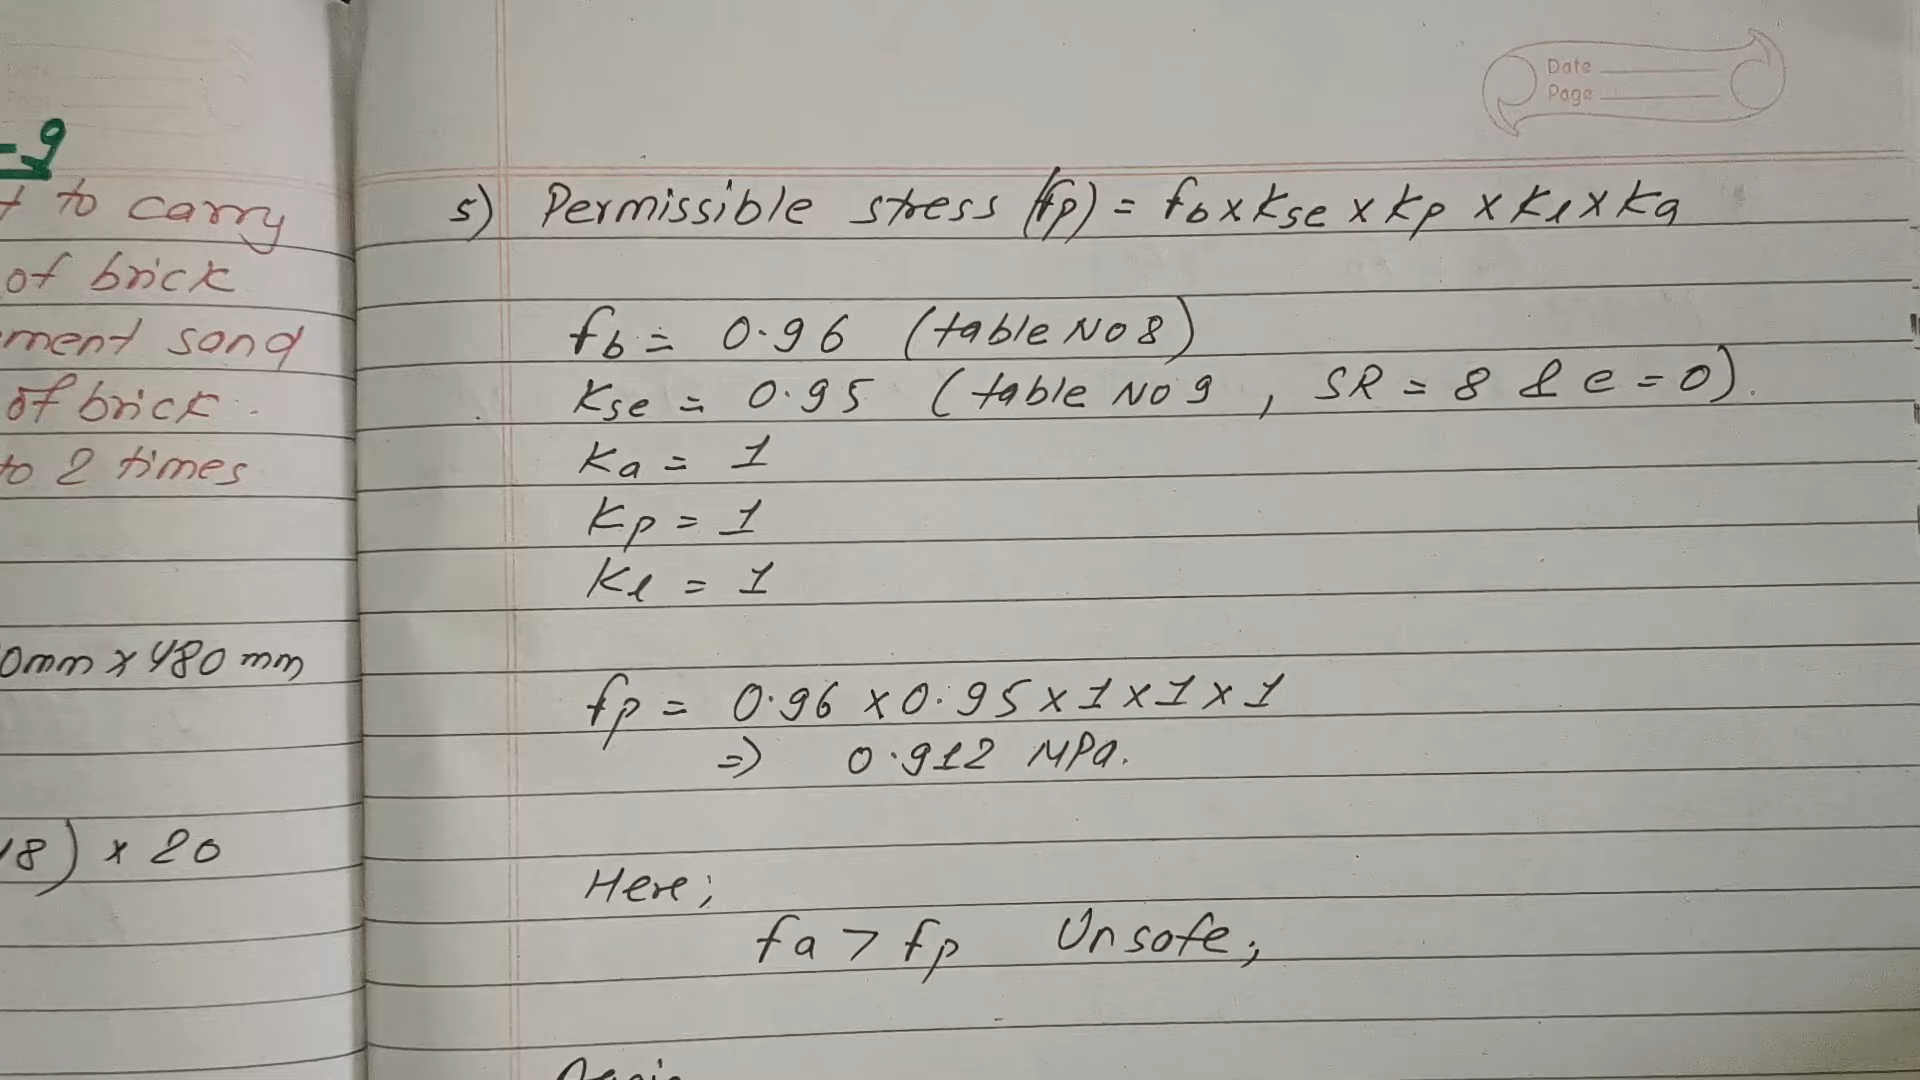 -9
to carry
of brick
ment sand
of brick.
to 2 times
0mm x 480 mm
18) x 20
Date
Page
5) Permissible stress (fp) = fb x Kse x Kp x Kl x Ka
fb = 0.96 (table No 8)
Kse = 0.95 (table No 9, SR = 8 & e = 0).
Ka = 1
Kp = 1
Kl = 1
fp = 0.96 x 0.95 x 1 x 1 x 1
=> 0.912 MPa.
Here;
fa > fp Unsafe;